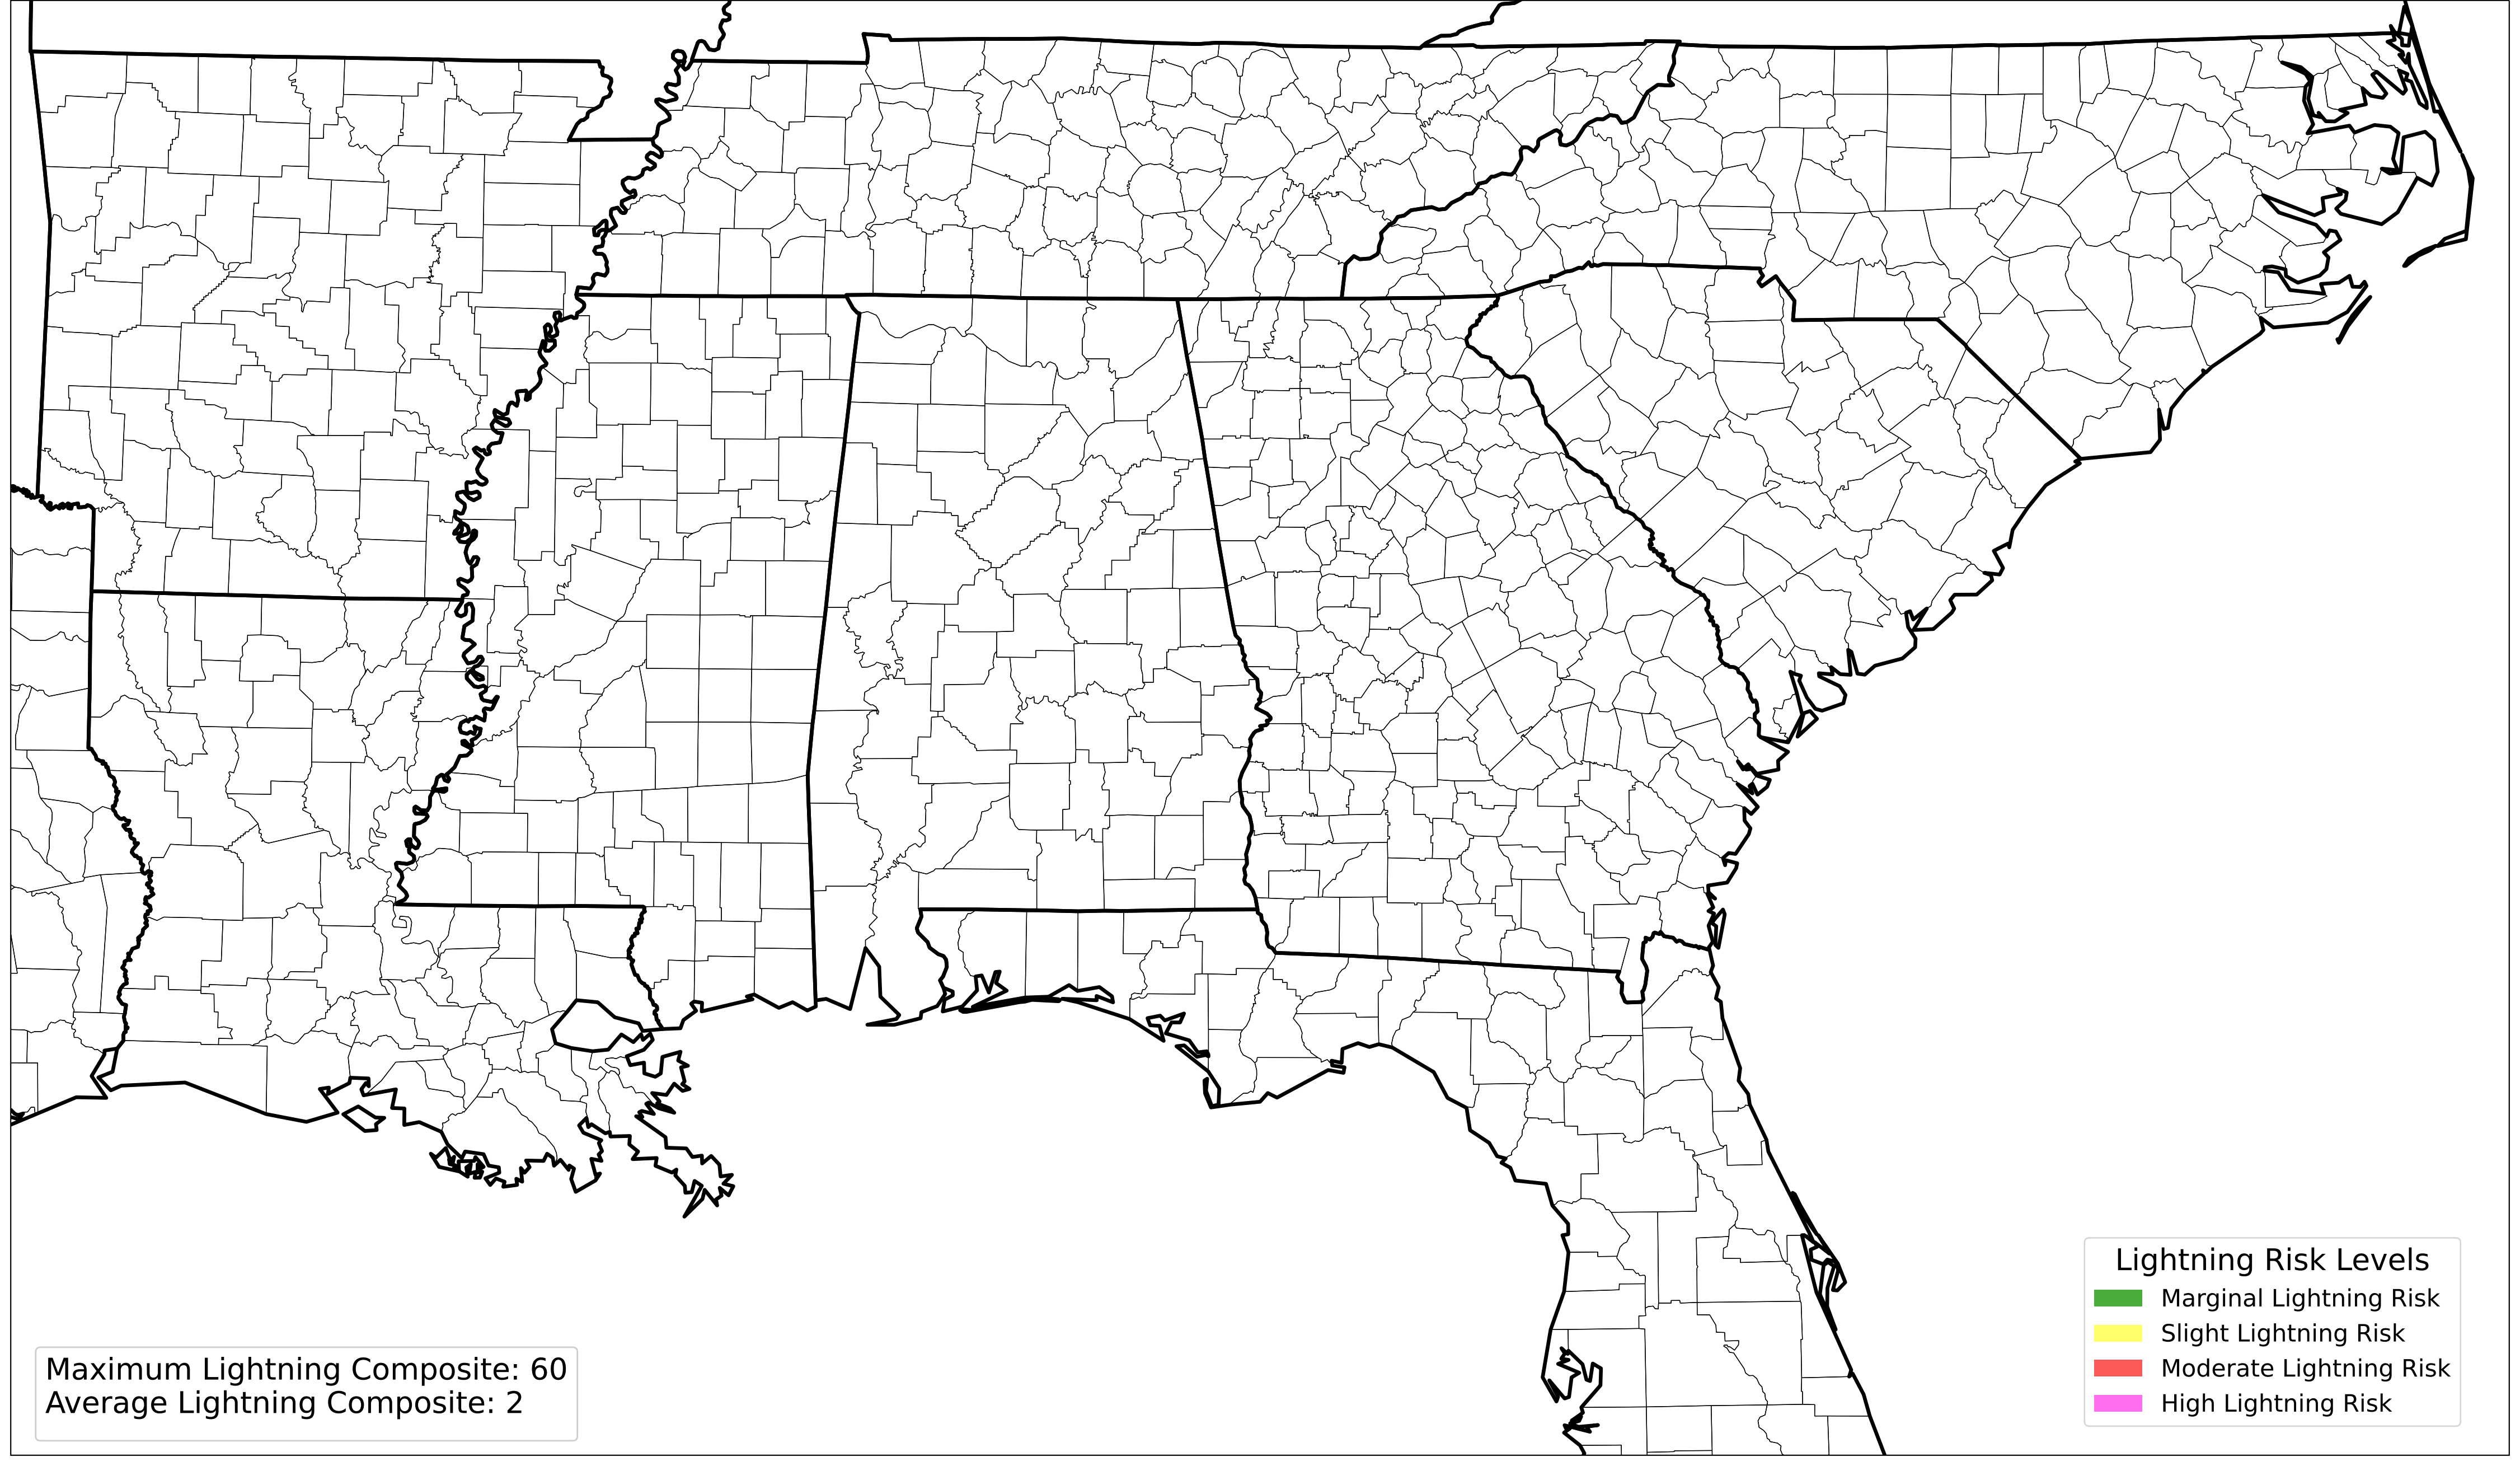 Lightning Risk Levels
Marginal Lightning Risk
Slight Lightning Risk
Moderate Lightning Risk
High Lightning Risk
Maximum Lightning Composite: 60
Average Lightning Composite: 2